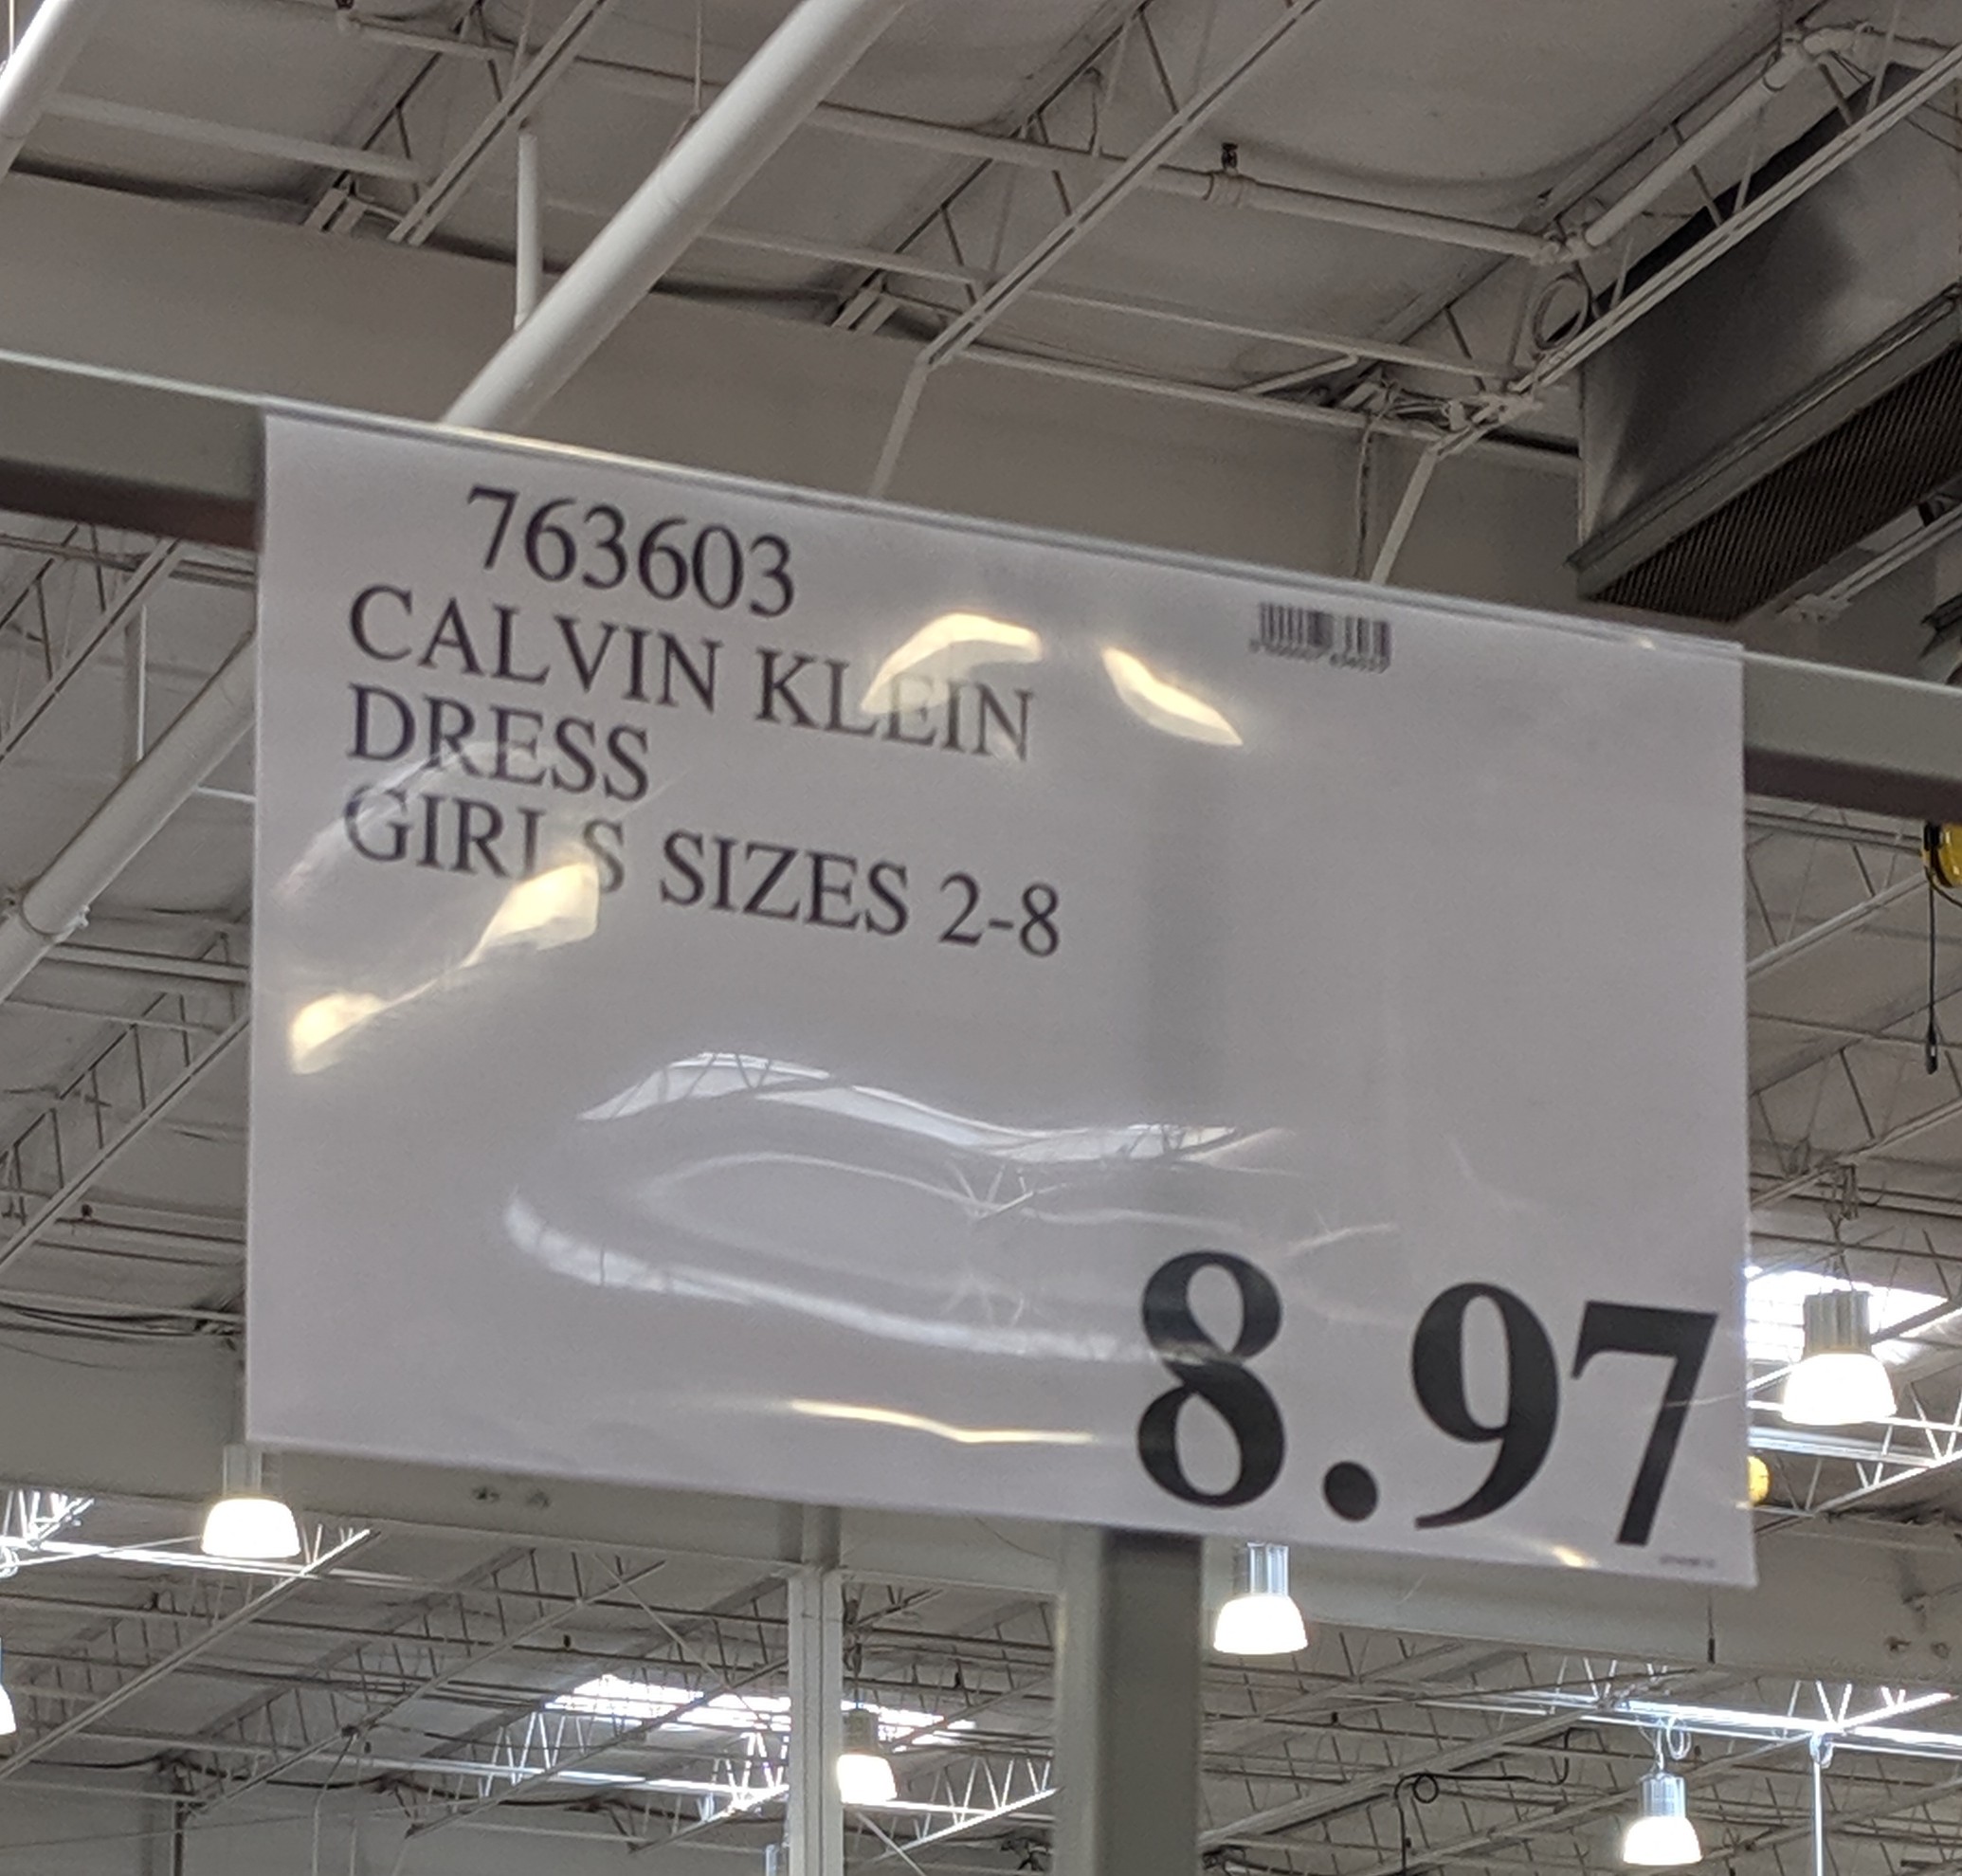 763603
CALVIN KLEIN
DRESS
GIRLS SIZES 2-8
8.97